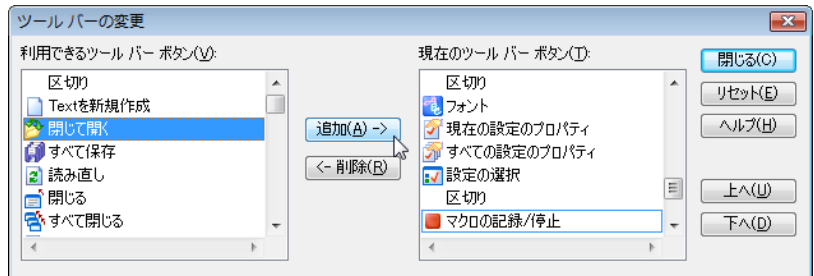 ツール バーの変更
利用できるツール バー ボタン(V):
区切り
Textを新規作成
閉じて開く
すべて保存
読み直し
閉じる
すべて閉じる
追加(A) ->
<- 削除(R)
現在のツール バー ボタン(T):
区切り
フォント
現在の設定のプロパティ
すべての設定のプロパティ
設定の選択
区切り
マクロの記録/停止
閉じる(C)
リセット(E)
ヘルプ(H)
上へ(U)
下へ(D)